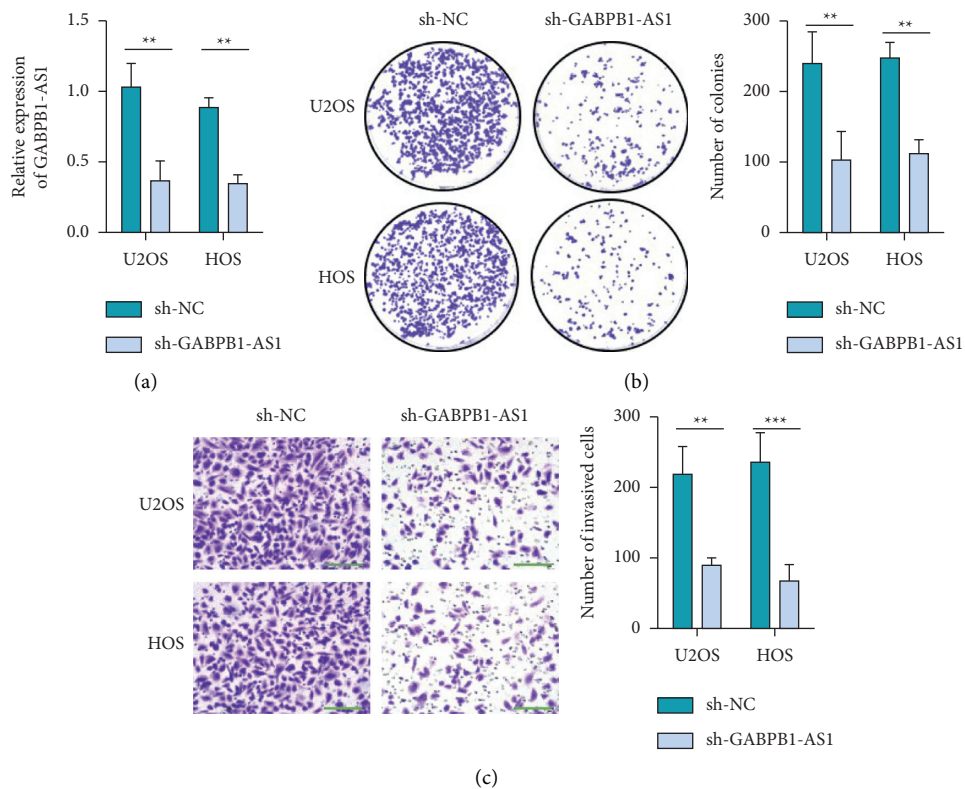 1.5
1.0
0.5
0.0
Relative expression
of GABPB1-AS1
**
**
U2OS
HOS
sh-NC
sh-GABPB1-AS1
(a)
sh-NC
sh-GABPB1-AS1
U2OS
HOS
300
200
100
0
Number of colonies
**
**
U2OS
HOS
sh-NC
sh-GABPB1-AS1
(b)
sh-NC
sh-GABPB1-AS1
U2OS
HOS
300
200
100
0
Number of invasived cells
**
***
U2OS
HOS
sh-NC
sh-GABPB1-AS1
(c)